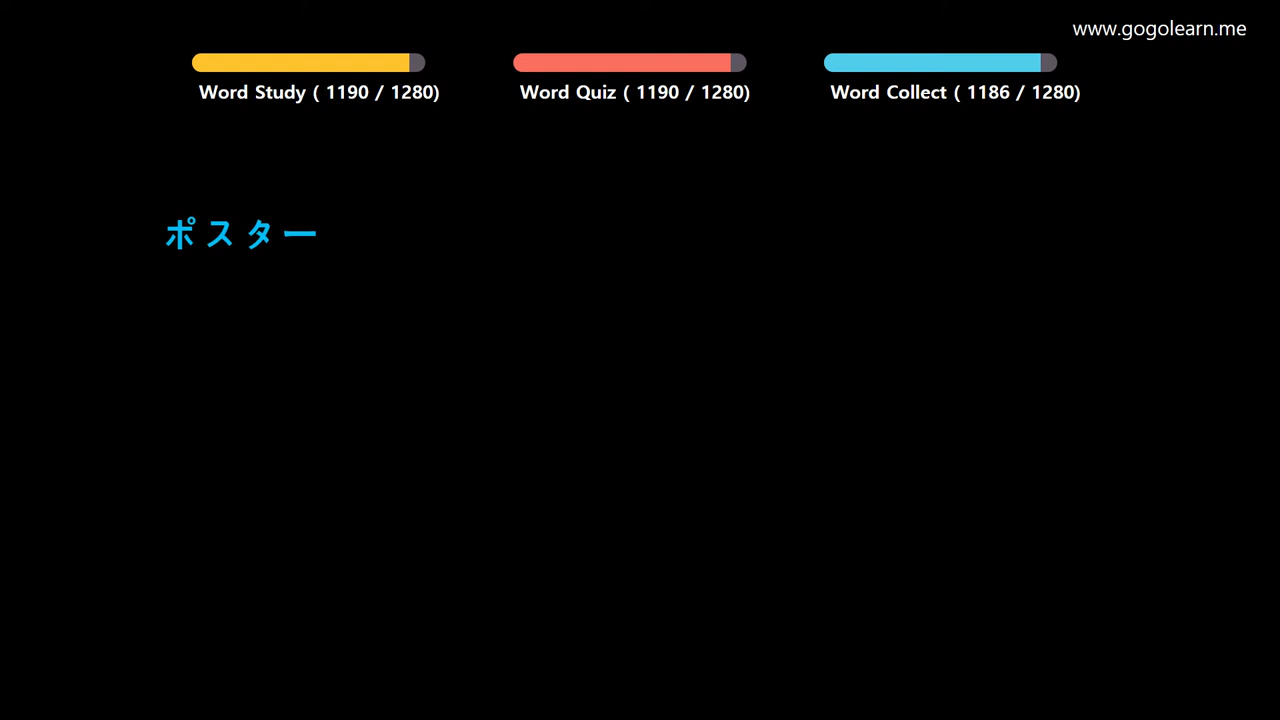 www.gogolearn.me
Word Study ( 1190 / 1280)
Word Quiz ( 1190 / 1280)
Word Collect ( 1186 / 1280)
ポスター